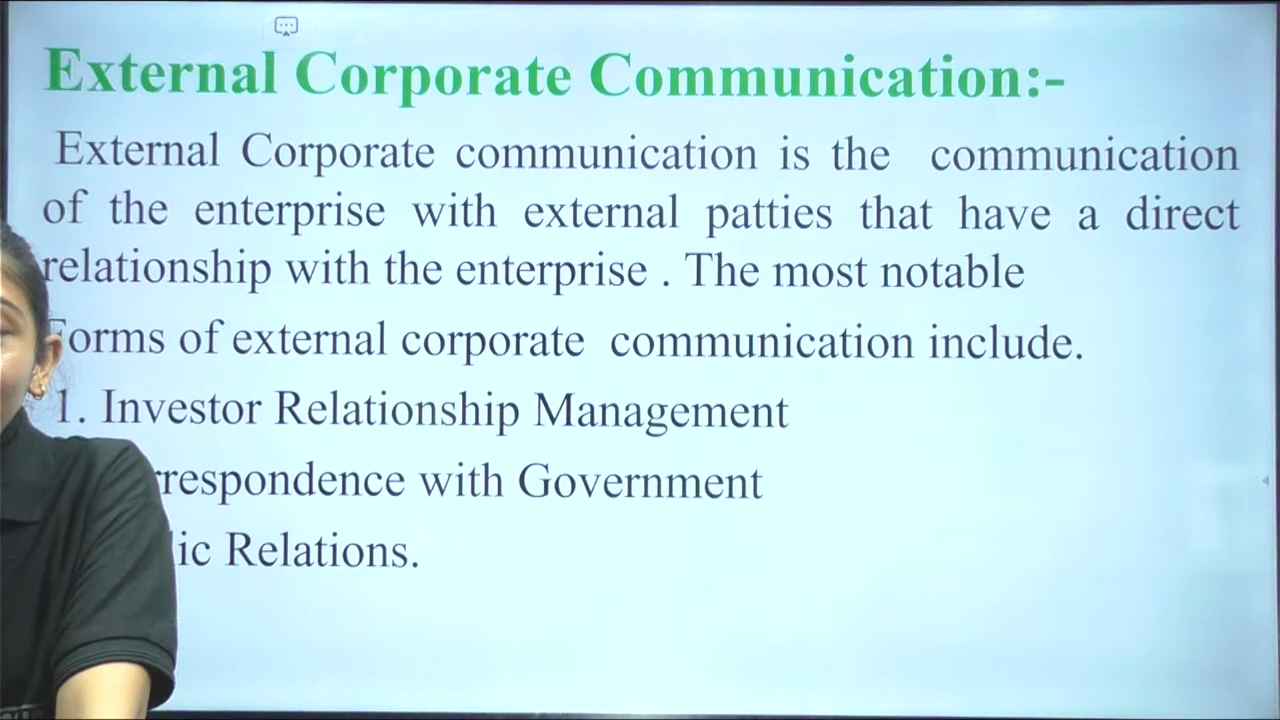 External Corporate Communication:-
External Corporate communication is the communication
of the enterprise with external patties that have a direct
relationship with the enterprise . The most notable
Forms of external corporate communication include.
1. Investor Relationship Management
with Government
Relations.